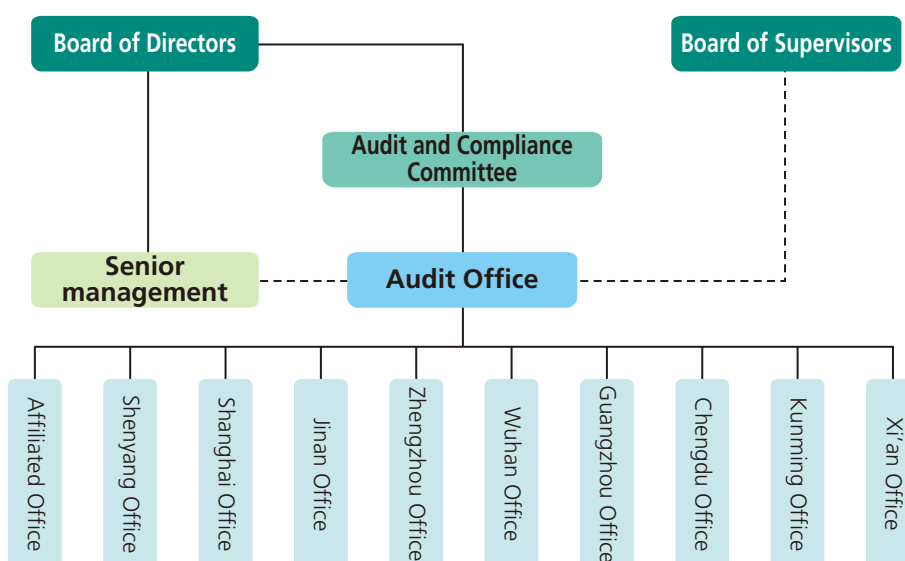 Board of Directors
Board of Supervisors
Audit and Compliance
Committee
Senior
management
Audit Office
Affiliated Office
Shenyang Office
Shanghai Office
Jinan Office
Zhengzhou Office
Wuhan Office
Guangzhou Office
Chengdu Office
Kunming Office
Xi’an Office